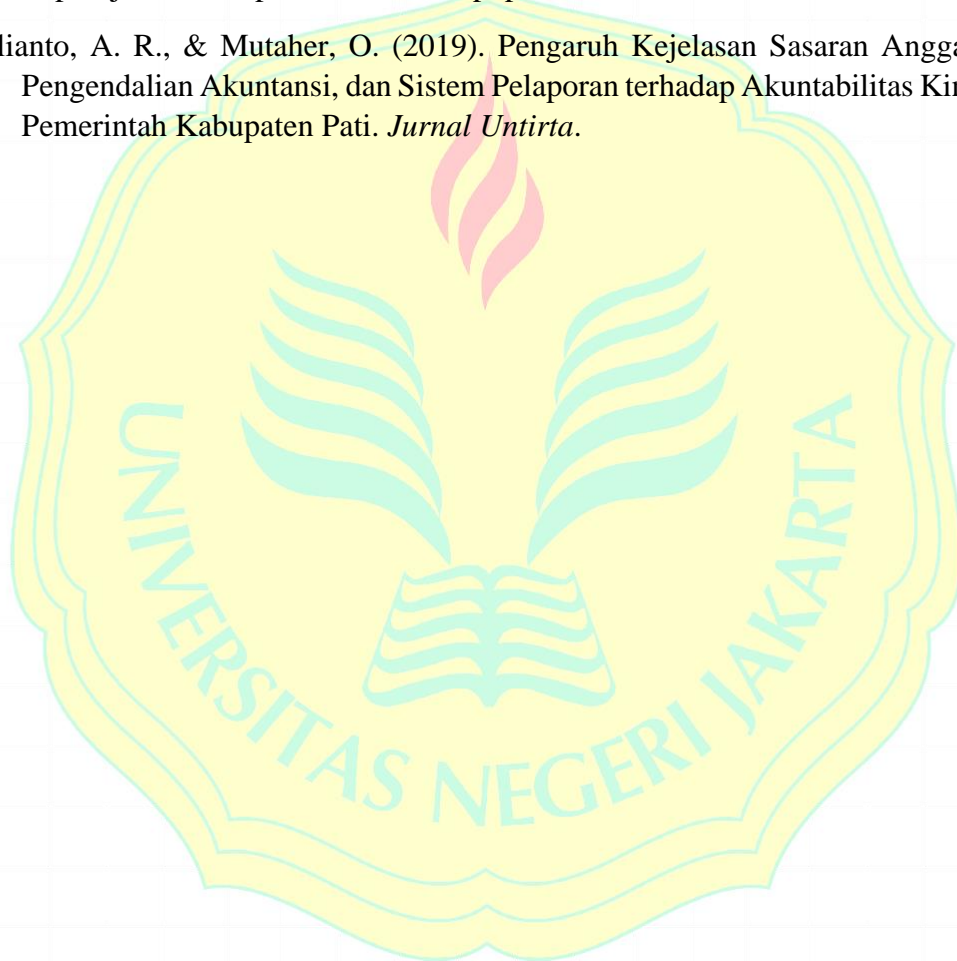 lianto, A. R., & Mutaher, O. (2019). Pengaruh Kejelasan Sasaran Angga
Pengendalian Akuntansi, dan Sistem Pelaporan terhadap Akuntabilitas Kin
Pemerintah Kabupaten Pati. Jurnal Untirta.
UNIVERSITAS NEGERI JAKARTA